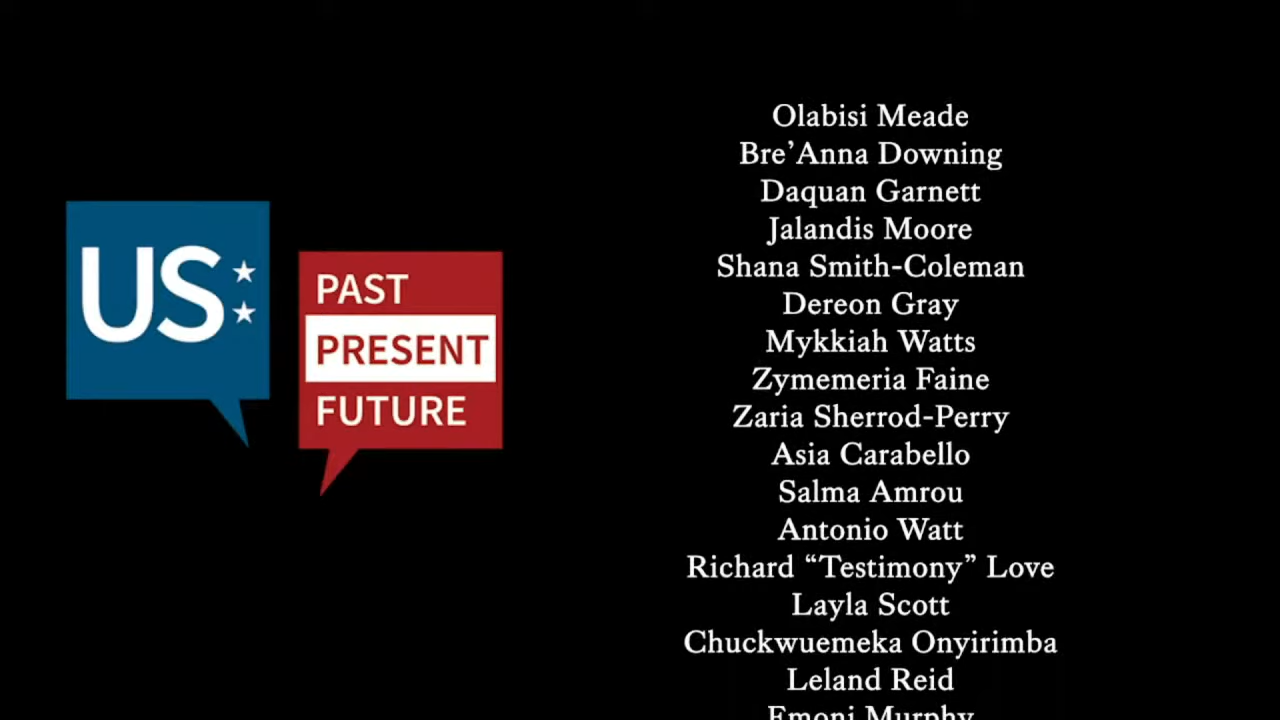 US:
PAST
PRESENT
FUTURE
Olabisi Meade
Bre’Anna Downing
Daquan Garnett
Jalandis Moore
Shana Smith-Coleman
Dereon Gray
Mykkiah Watts
Zymemeria Faine
Zaria Sherrod-Perry
Asia Carabello
Salma Amrou
Antonio Watt
Richard “Testimony” Love
Layla Scott
Chuckwuemeka Onyirimba
Leland Reid
Emoni Murphy